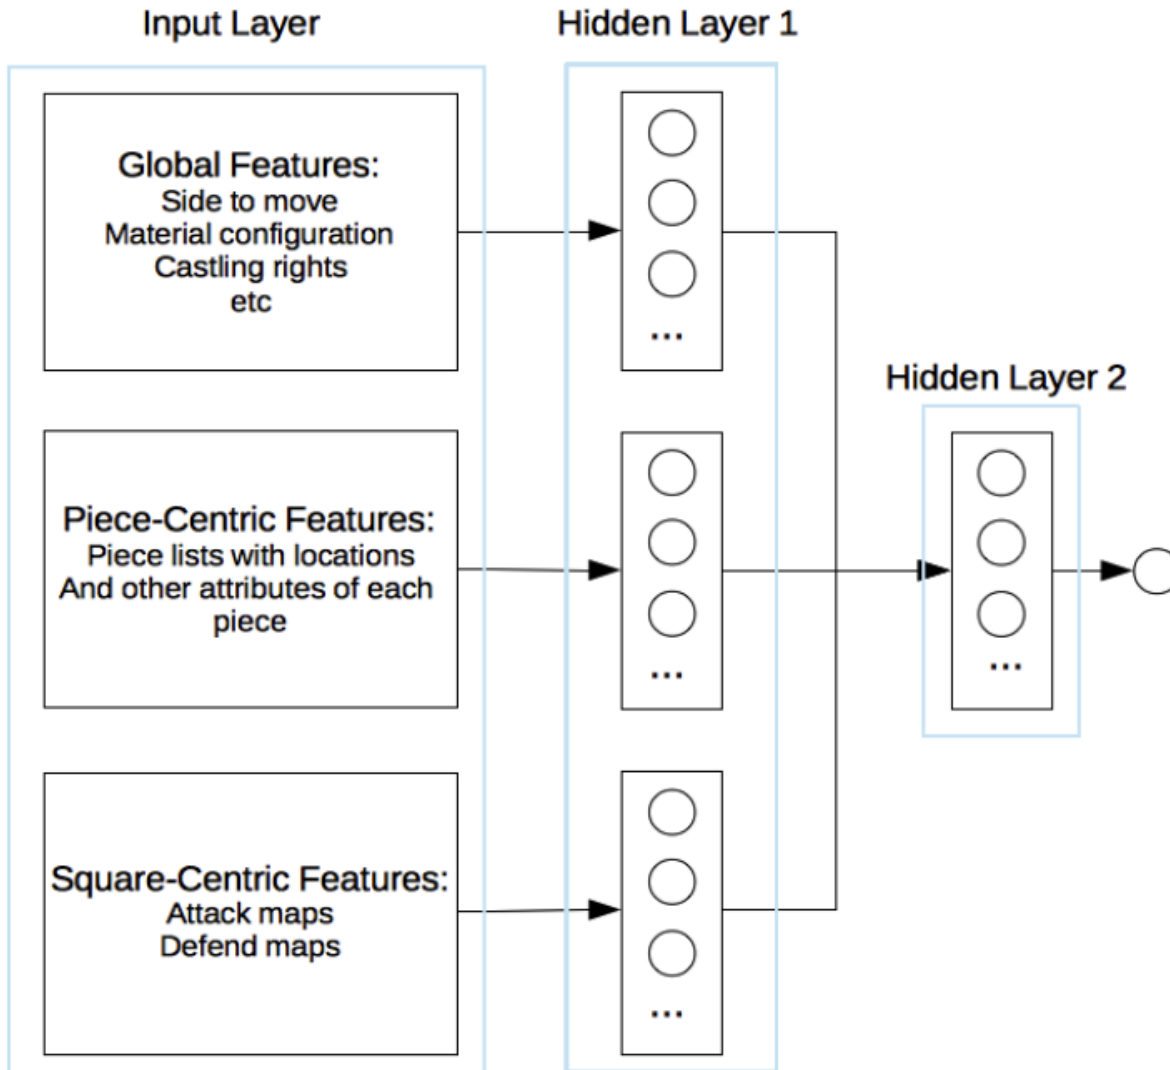 Input Layer
Hidden Layer 1
Global Features:
Side to move
Material configuration
Castling rights
etc
...
Hidden Layer 2
Piece-Centric Features:
Piece lists with locations
And other attributes of each
piece
...
...
Square-Centric Features:
Attack maps
Defend maps
...